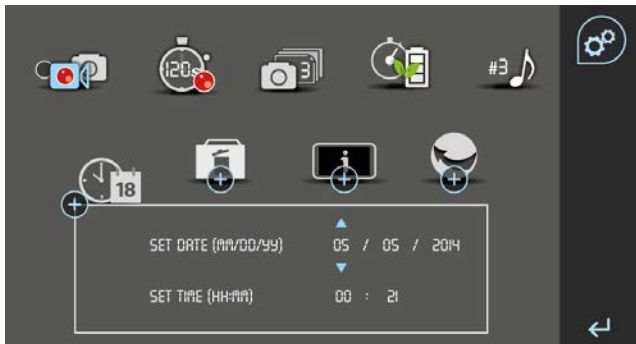 120s
3
#3
18
i
SET DATE (MM/DD/YY) 05 / 05 / 2014
SET TIME (HH:MM) 00 : 21